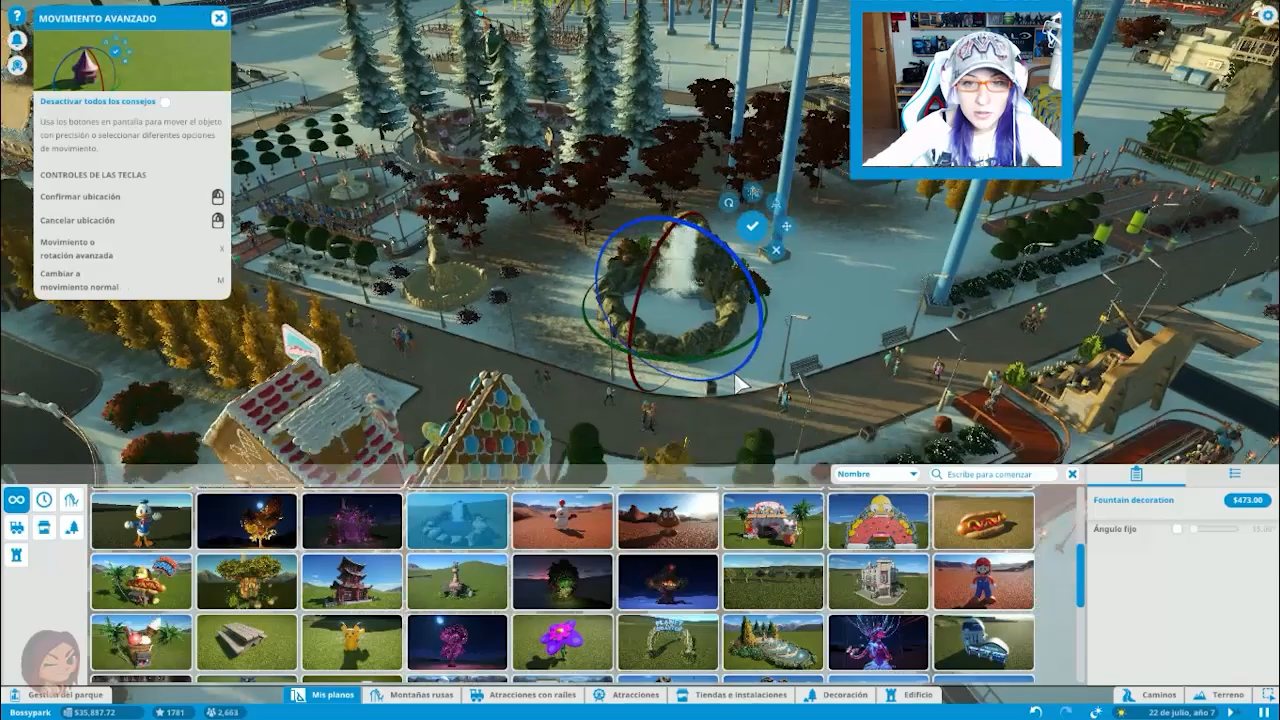 MOVIMIENTO AVANZADO
Desactivar todos los consejos
Usa los botones en pantalla para mover el objeto
con precisión o seleccionar diferentes opciones
de movimiento.
CONTROLES DE LAS TECLAS
Confirmar ubicación
Cancelar ubicación
Movimiento o
rotación avanzada
X
Cambiar a
movimiento normal
M
Nombre
Escribe para comenzar
Fountain decoration
$473.00
Ángulo fijo
Gestión del parque
Mis planos
Montañas rusas
Atracciones con raíles
Atracciones
Tiendas e instalaciones
Decoración
Edificio
Caminos
Terreno
Bossypark
$35,887.72
1781
2,663
22 de julio, año 7